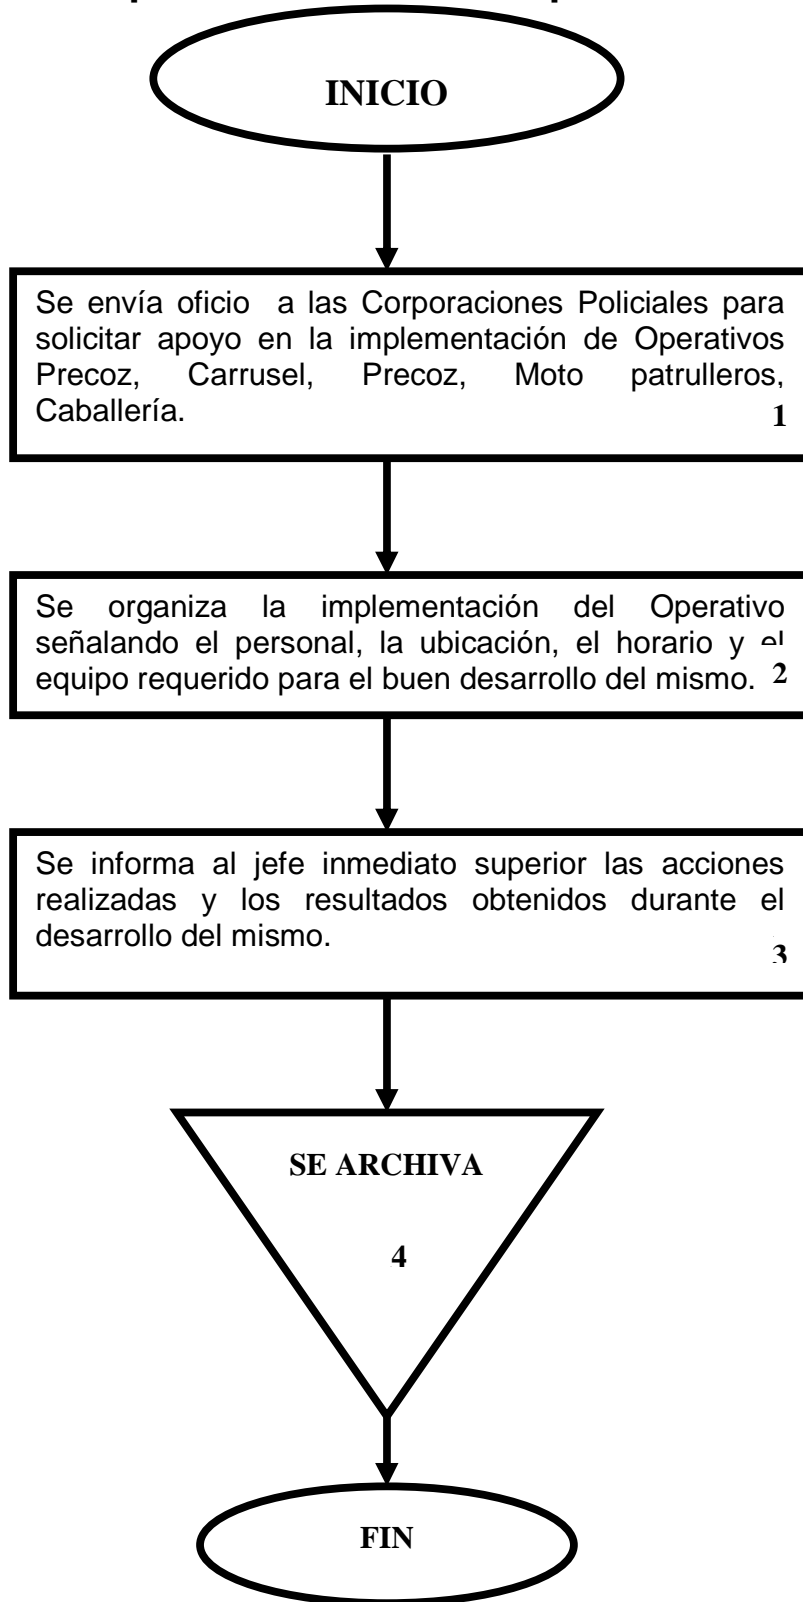 INICIO
Se envía oficio a las Corporaciones Policiales para
solicitar apoyo en la implementación de Operativos
Precoz, Carrusel, Precoz, Moto patrulleros,
Caballería.
1
Se organiza la implementación del Operativo
señalando el personal, la ubicación, el horario y el
equipo requerido para el buen desarrollo del mismo.
2
Se informa al jefe inmediato superior las acciones
realizadas y los resultados obtenidos durante el
desarrollo del mismo.
3
SE ARCHIVA
4
FIN